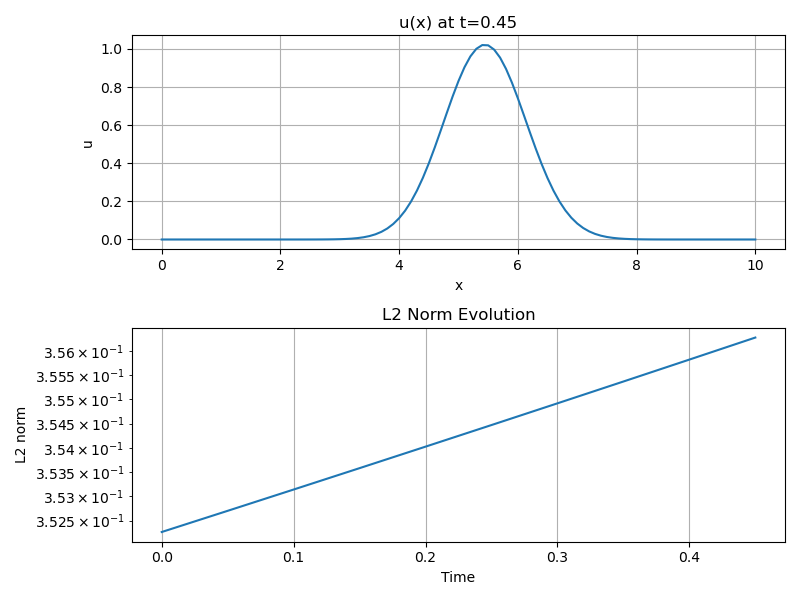 u(x) at t=0.45
1.0
0.8
0.6
0.4
0.2
0.0
u
0 2 4 6 8 10
x
L2 Norm Evolution
3.56 × 10⁻¹
3.555 × 10⁻¹
3.55 × 10⁻¹
3.545 × 10⁻¹
3.54 × 10⁻¹
3.535 × 10⁻¹
3.53 × 10⁻¹
3.525 × 10⁻¹
L2 norm
0.0 0.1 0.2 0.3 0.4
Time